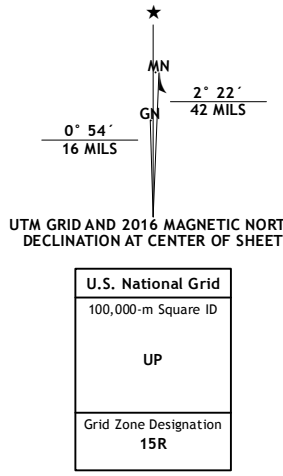 MN
2° 22´
42 MILS
GN
0° 54´
16 MILS
UTM GRID AND 2016 MAGNETIC NORT
DECLINATION AT CENTER OF SHEET
U.S. National Grid
100,000-m Square ID
UP
Grid Zone Designation
15R